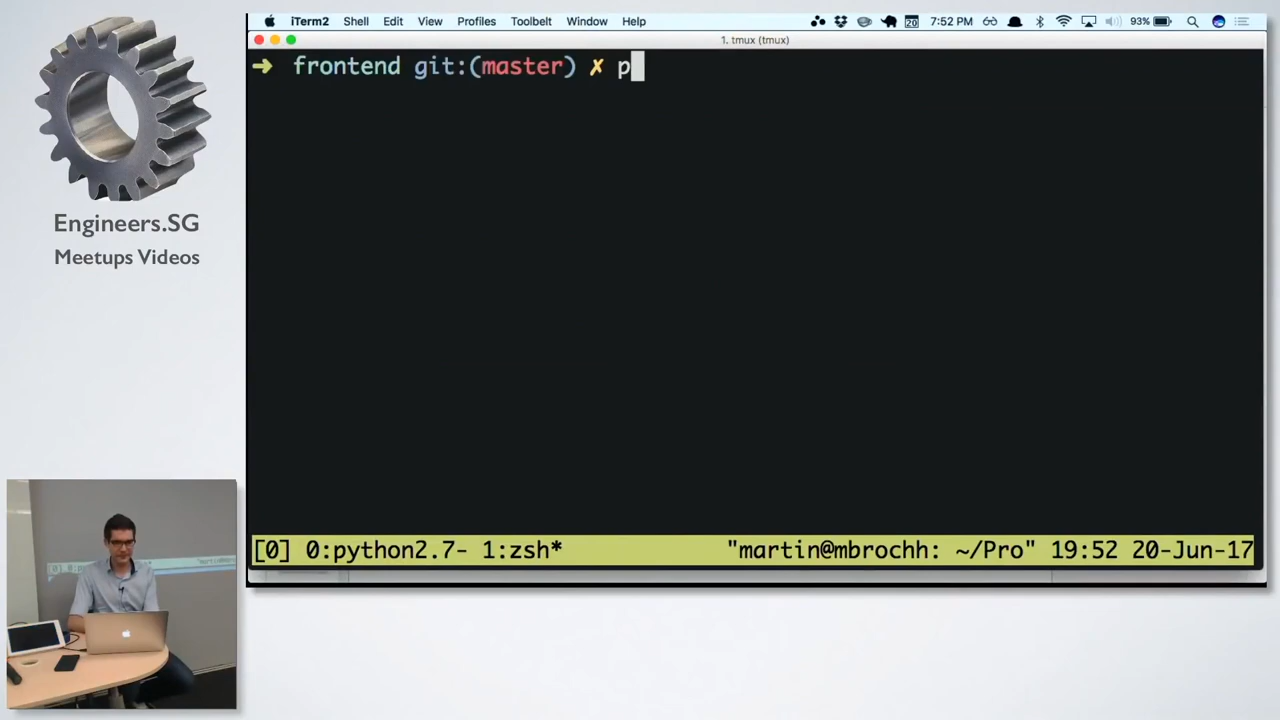 iTerm2 Shell Edit View Profiles Toolbelt Window Help 20 7:52 PM 93%
1. tmux (tmux)
➜ frontend git:(master) ✗ p
Engineers.SG
Meetups Videos
[0] 0:python2.7- 1:zsh* "martin@mbrochh: ~/Pro" 19:52 20-Jun-17